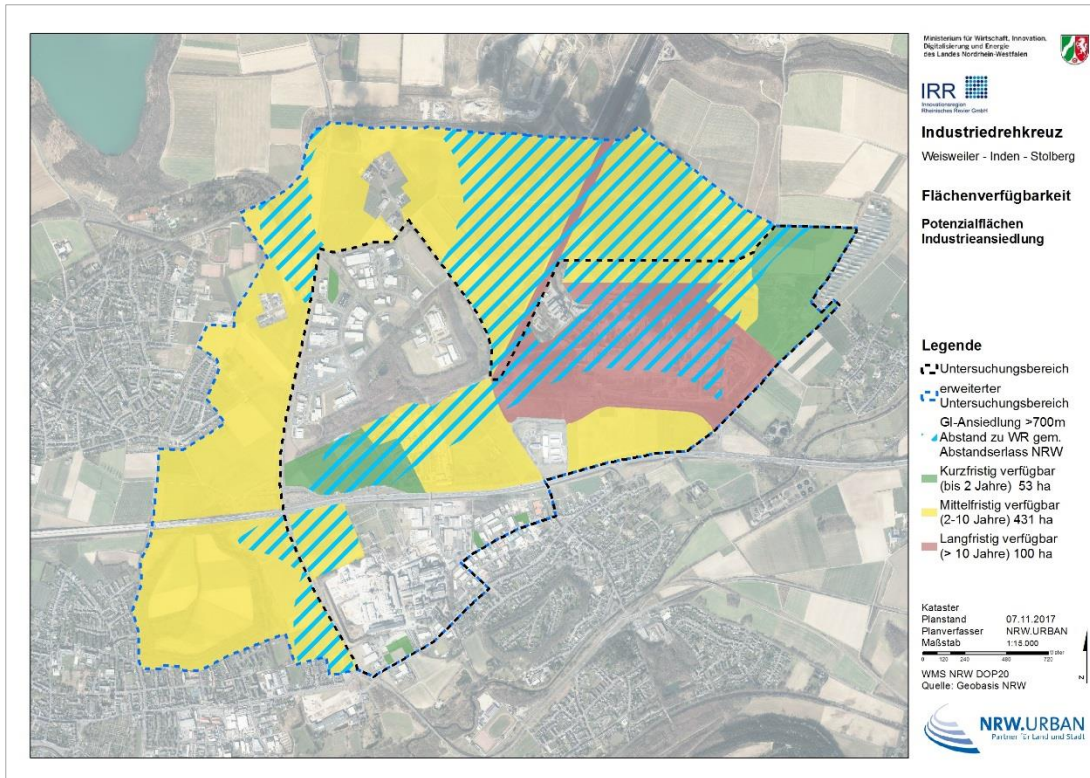 Ministerium für Wirtschaft, Innovation,
Digitalisierung und Energie
des Landes Nordrhein-Westfalen
IRR
Innovationsregion
Rheinisches Revier GmbH
Industriedrehkreuz
Weisweiler - Inden - Stolberg
Flächenverfügbarkeit
Potenzialflächen
Industrieansiedlung
Legende
Untersuchungsbereich
erweiterter
Untersuchungsbereich
GI-Ansiedlung >700m
Abstand zu WR gem.
Abstandserlass NRW
Kurzfristig verfügbar
(bis 2 Jahre) 53 ha
Mittelfristig verfügbar
(2-10 Jahre) 431 ha
Langfristig verfügbar
(> 10 Jahre) 100 ha
Kataster
Planstand 07.11.2017
Planverfasser NRW.URBAN
Maßstab 1:15.000
0 120 240 480 720 Meter
N
WMS NRW DOP20
Quelle: Geobasis NRW
NRW.URBAN
Partner für Land und Stadt